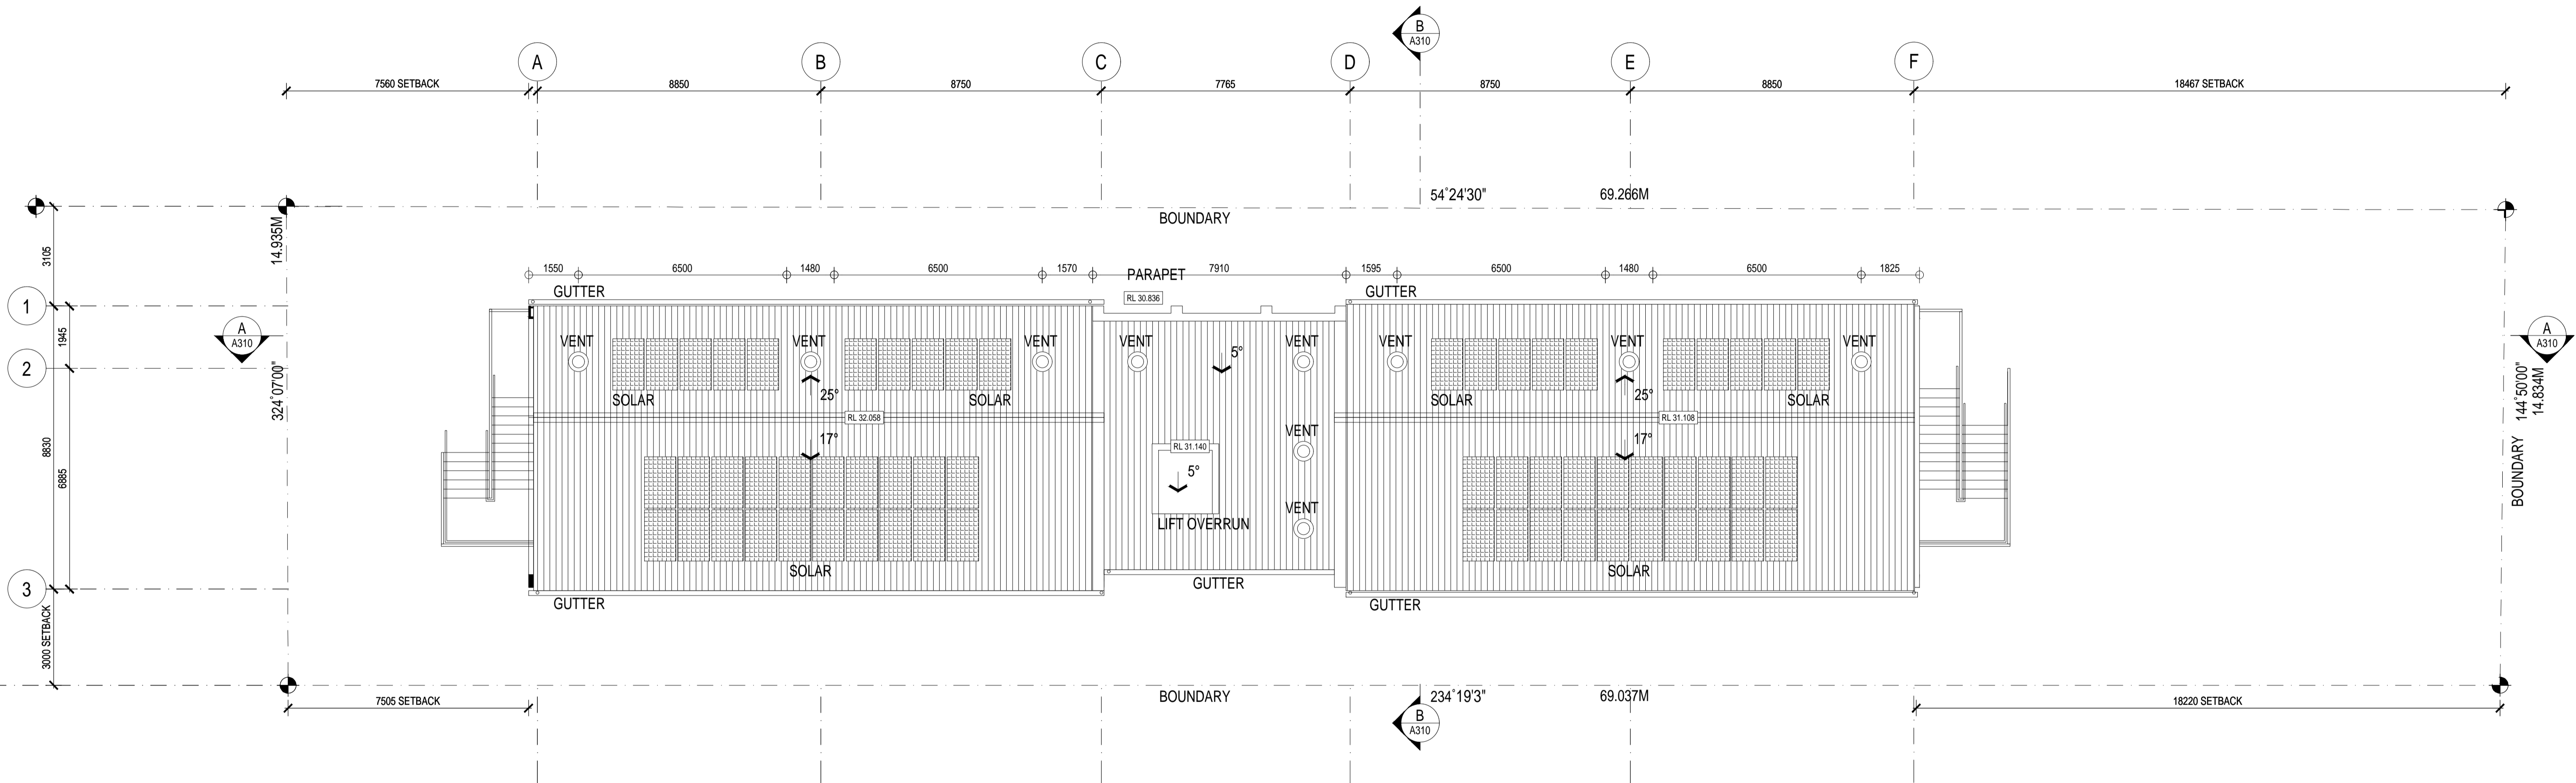 B
A310
A
B
C
D
E
F
7560 SETBACK
8850
8750
7765
8750
8850
18467 SETBACK
54°24'30"
69.266M
BOUNDARY
14.935M
324°07'00"
3105
1945
8830
6885
3000 SETBACK
1
2
3
A
A310
1550
6500
1480
6500
1570
PARAPET
7910
1595
6500
1480
6500
1825
GUTTER
RL 30.836
GUTTER
VENT
VENT
VENT
VENT
VENT
VENT
VENT
VENT
5°
SOLAR
25°
SOLAR
SOLAR
25°
SOLAR
RL 32.058
RL 31.108
17°
VENT
17°
RL 31.140
5°
VENT
LIFT OVERRUN
SOLAR
SOLAR
GUTTER
GUTTER
GUTTER
A
A310
144°50'00"
14.834M
BOUNDARY
BOUNDARY
234°19'3"
69.037M
7505 SETBACK
18220 SETBACK
B
A310